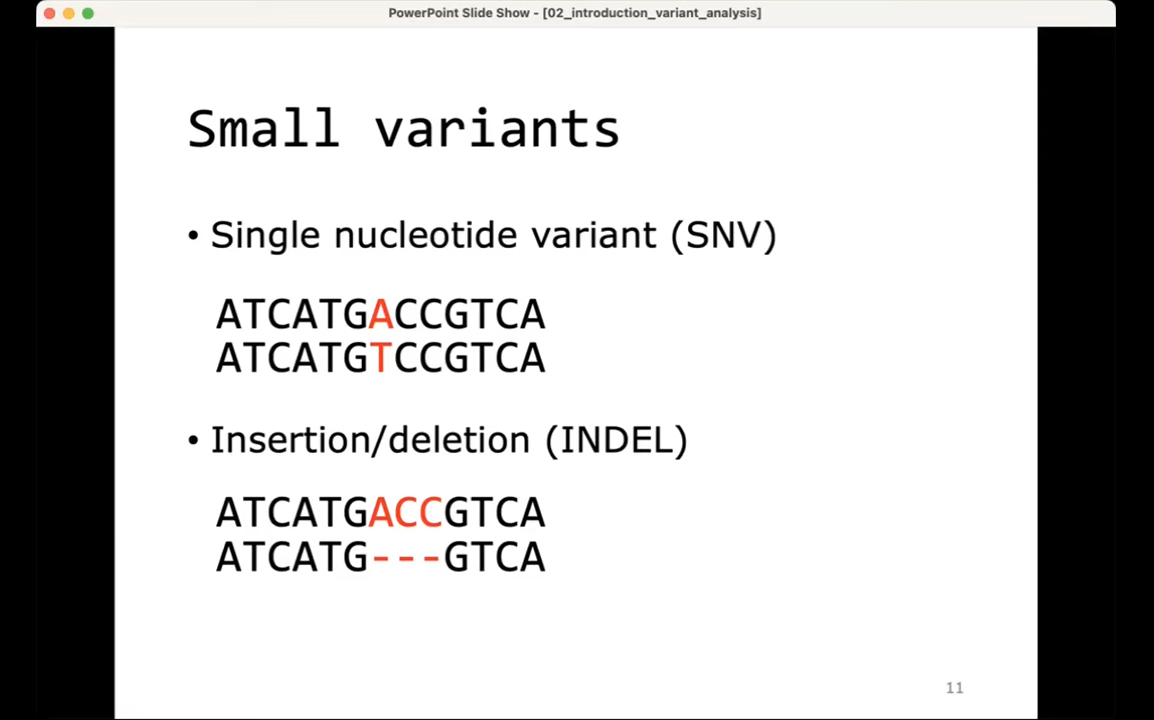 PowerPoint Slide Show - [02_introduction_variant_analysis]
Small variants
• Single nucleotide variant (SNV)
ATCATGACCGTCA
ATCATGTCCGTCA
• Insertion/deletion (INDEL)
ATCATGACCGTCA
ATCATG---GTCA
11